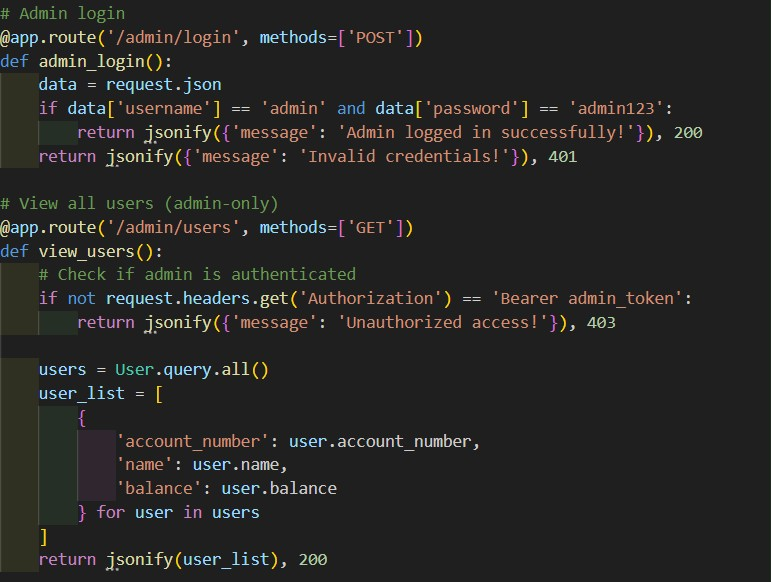 # Admin login
@app.route('/admin/login', methods=['POST'])
def admin_login():
    data = request.json
    if data['username'] == 'admin' and data['password'] == 'admin123':
        return jsonify({'message': 'Admin logged in successfully!'}), 200
    return jsonify({'message': 'Invalid credentials!'}), 401

# View all users (admin-only)
@app.route('/admin/users', methods=['GET'])
def view_users():
    # Check if admin is authenticated
    if not request.headers.get('Authorization') == 'Bearer admin_token':
        return jsonify({'message': 'Unauthorized access!'}), 403

    users = User.query.all()
    user_list = [
        {
            'account_number': user.account_number,
            'name': user.name,
            'balance': user.balance
        } for user in users
    ]
    return jsonify(user_list), 200